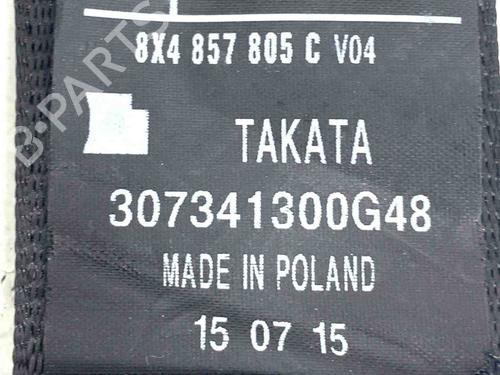 8X4 857 805 C V04
TAKATA
307341300G48
MADE IN POLAND
15 07 15
B-PARTS